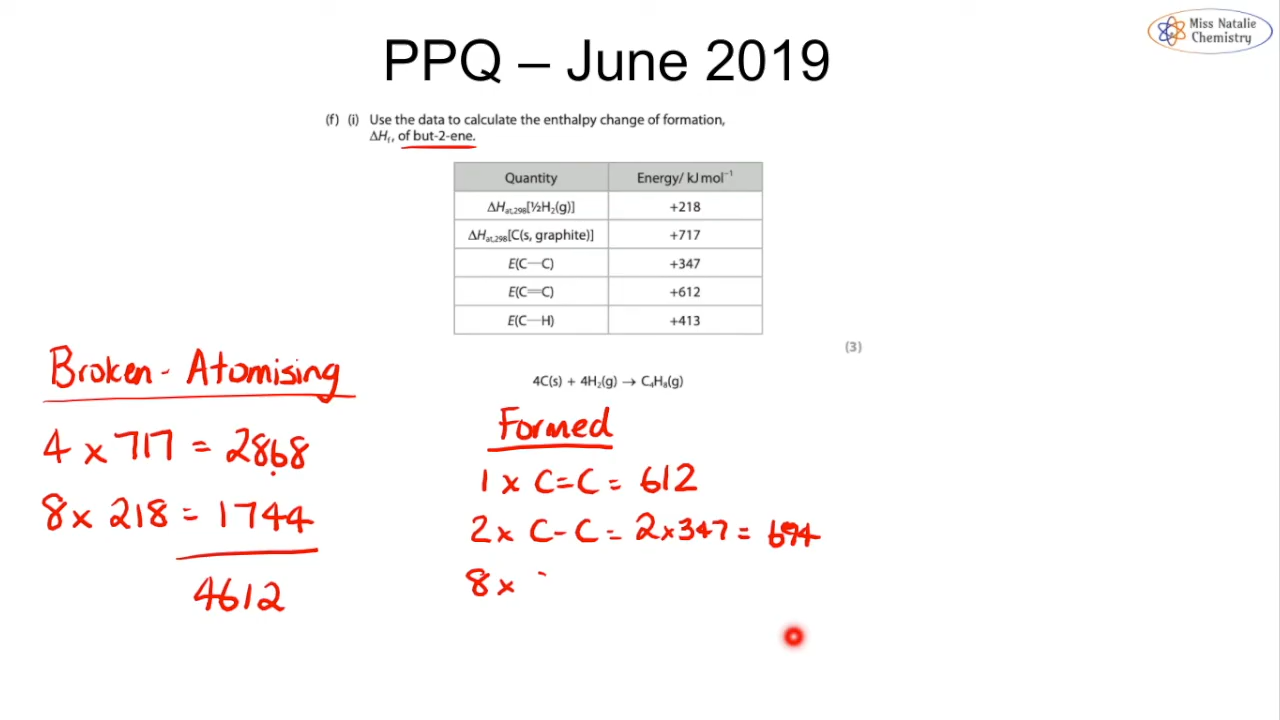 Miss Natalie
Chemistry
PPQ – June 2019
(f) (i) Use the data to calculate the enthalpy change of formation,
ΔHf, of but-2-ene.
Quantity Energy/ kJ mol⁻¹
ΔHat,298[½H₂(g)] +218
ΔHat,298[C(s, graphite)] +717
E(C—C) +347
E(C=C) +612
E(C—H) +413
(3)
4C(s) + 4H₂(g) → C₄H₈(g)
Broken - Atomising
4 x 717 = 2868
8 x 218 = 1744
4612
Formed
1 x C=C = 612
2 x C-C = 2x347 = 694
8 x